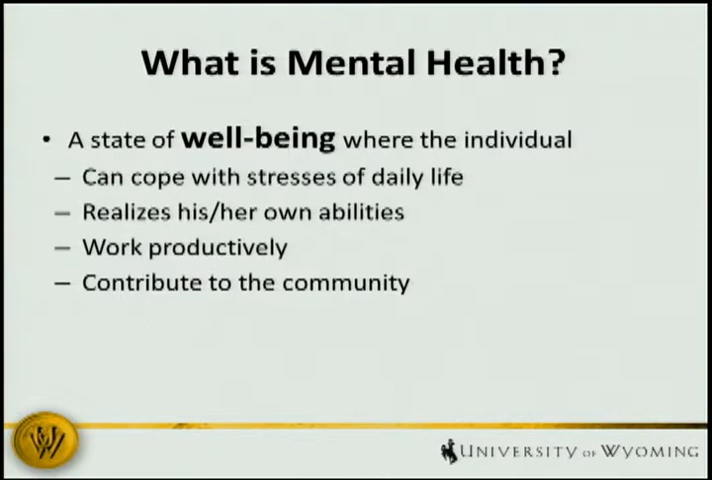 What is Mental Health?
• A state of well-being where the individual
– Can cope with stresses of daily life
– Realizes his/her own abilities
– Work productively
– Contribute to the community
W
UNIVERSITY OF WYOMING